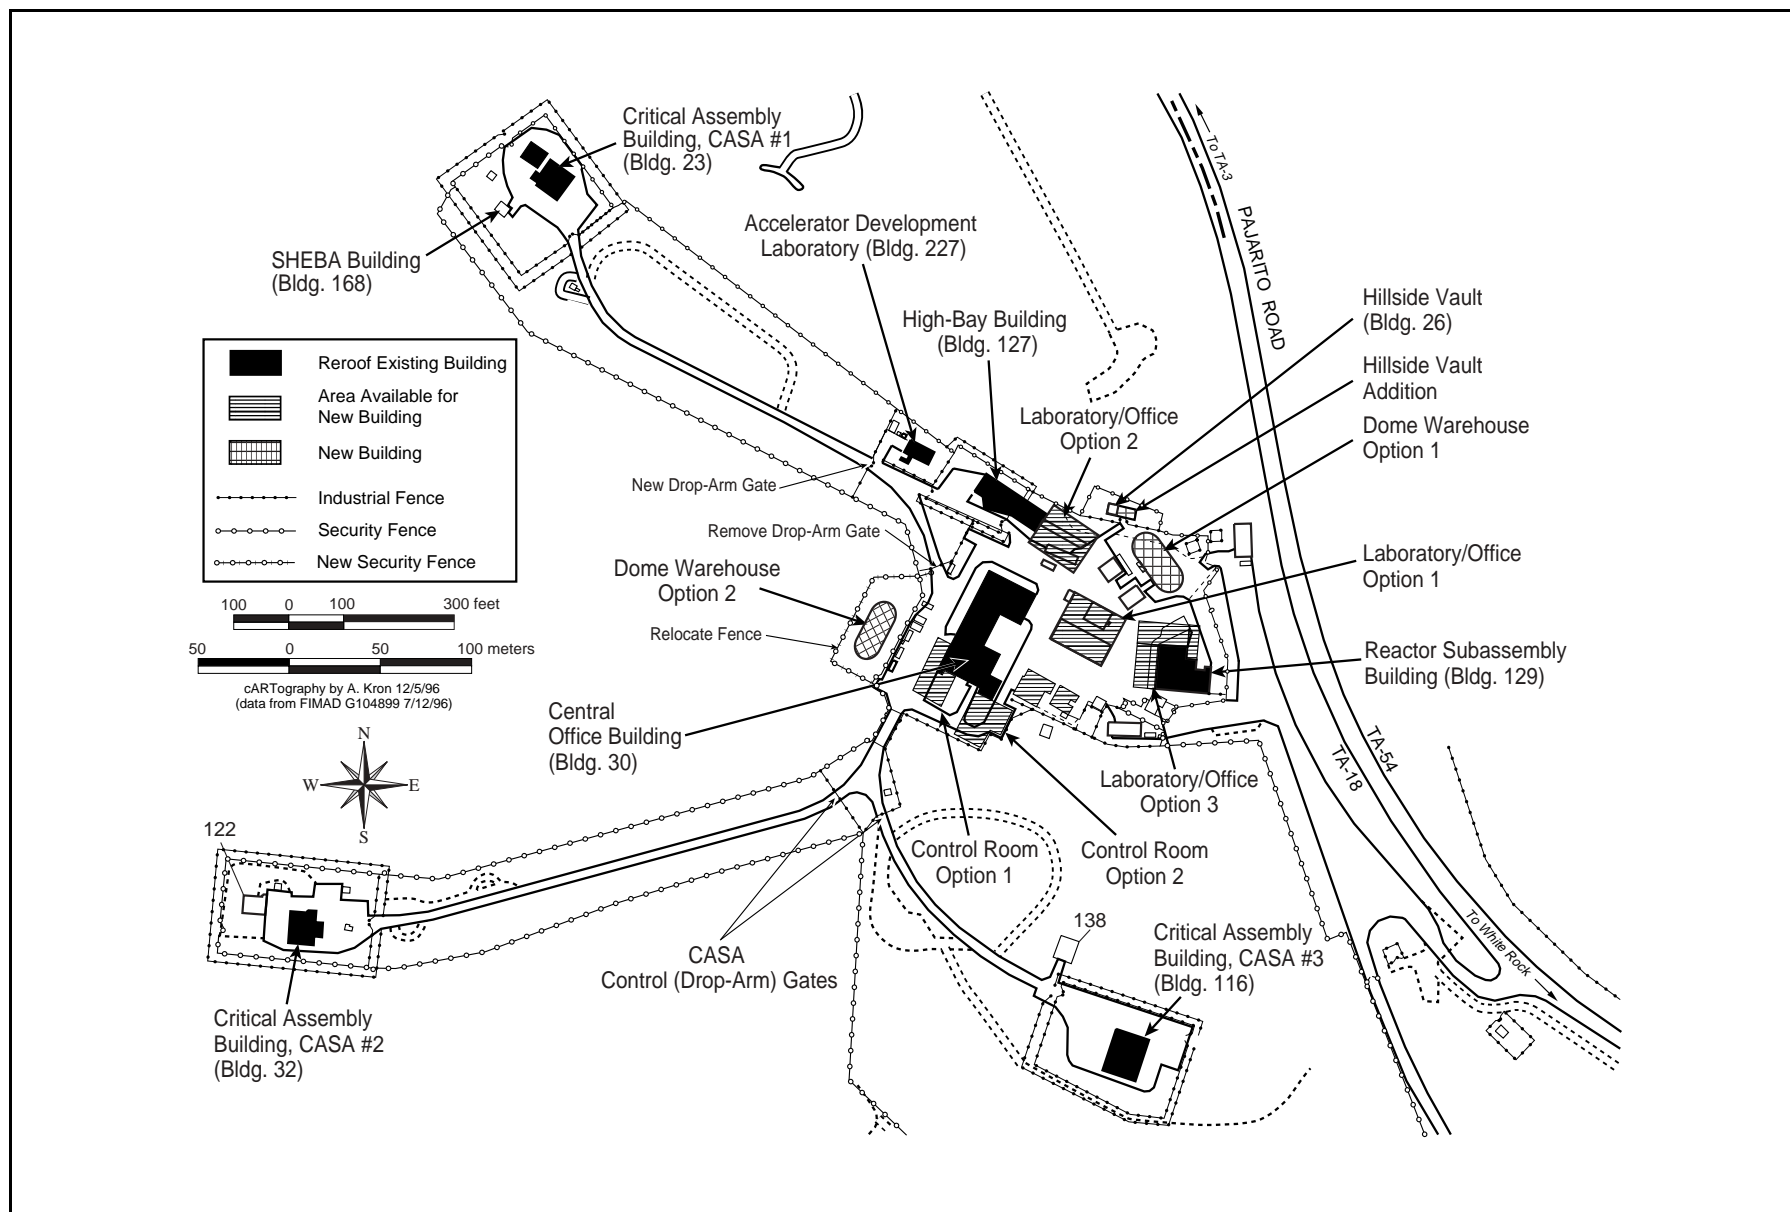 Critical Assembly
Building, CASA #1
(Bldg. 23)
To TA-3
PAJARITO ROAD
Accelerator Development
Laboratory (Bldg. 227)
SHEBA Building
(Bldg. 168)
High-Bay Building
(Bldg. 127)
Hillside Vault
(Bldg. 26)
Hillside Vault
Addition
Laboratory/Office
Option 2
Dome Warehouse
Option 1
Reroof Existing Building
Area Available for
New Building
New Building
Industrial Fence
Security Fence
New Security Fence
New Drop-Arm Gate
Remove Drop-Arm Gate
Dome Warehouse
Option 2
Relocate Fence
Laboratory/Office
Option 1
Reactor Subassembly
Building (Bldg. 129)
100 0 100 300 feet
50 0 50 100 meters
cARTography by A. Kron 12/5/96
(data from FIMAD G104899 7/12/96)
Central
Office Building
(Bldg. 30)
N
W E
S
TA-54
TA-18
Laboratory/Office
Option 3
Control Room
Option 1
Control Room
Option 2
122
138
CASA
Control (Drop-Arm) Gates
To White Rock
Critical Assembly
Building, CASA #3
(Bldg. 116)
Critical Assembly
Building, CASA #2
(Bldg. 32)